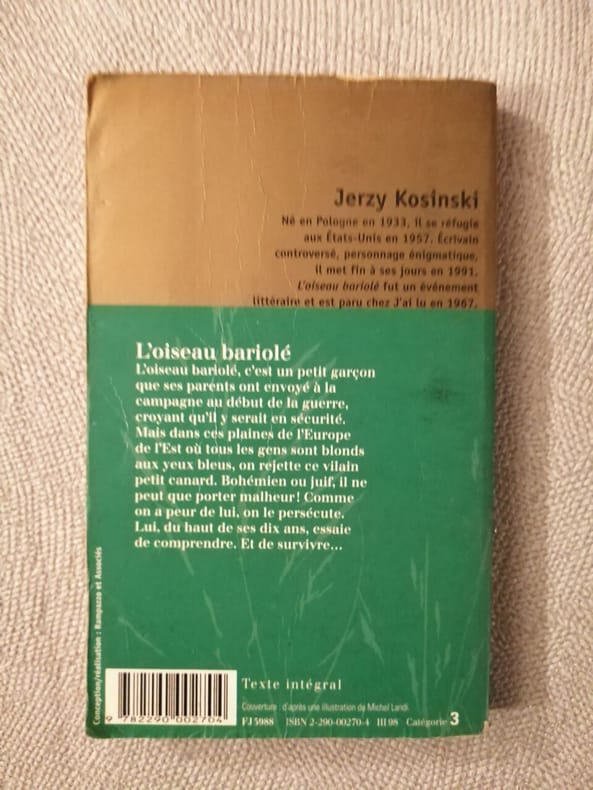 Jerzy Kosinski
Né en Pologne en 1933, il se réfugie
aux États-Unis en 1957. Écrivain
controversé, personnage énigmatique,
il met fin à ses jours en 1991.
L'oiseau bariolé fut un événement
littéraire et est paru chez J'ai lu en 1967.
L'oiseau bariolé
L'oiseau bariolé, c'est un petit garçon
que ses parents ont envoyé à la
campagne au début de la guerre,
croyant qu'il y serait en sécurité.
Mais dans ces plaines de l'Europe
de l'Est où tous les gens sont blonds
aux yeux bleus, on rejette ce vilain
petit canard. Bohémien ou juif, il ne
peut que porter malheur! Comme
on a peur de lui, on le persécute.
Lui, du haut de ses dix ans, essaie
de comprendre. Et de survivre...
Conception/réalisation : Rampazzo et Associés
9 782290 002704
Texte intégral
Couverture : d'après une illustration de Michel Landi
FJ5988 ISBN 2-290-00270-4 III 98 Catégorie 3